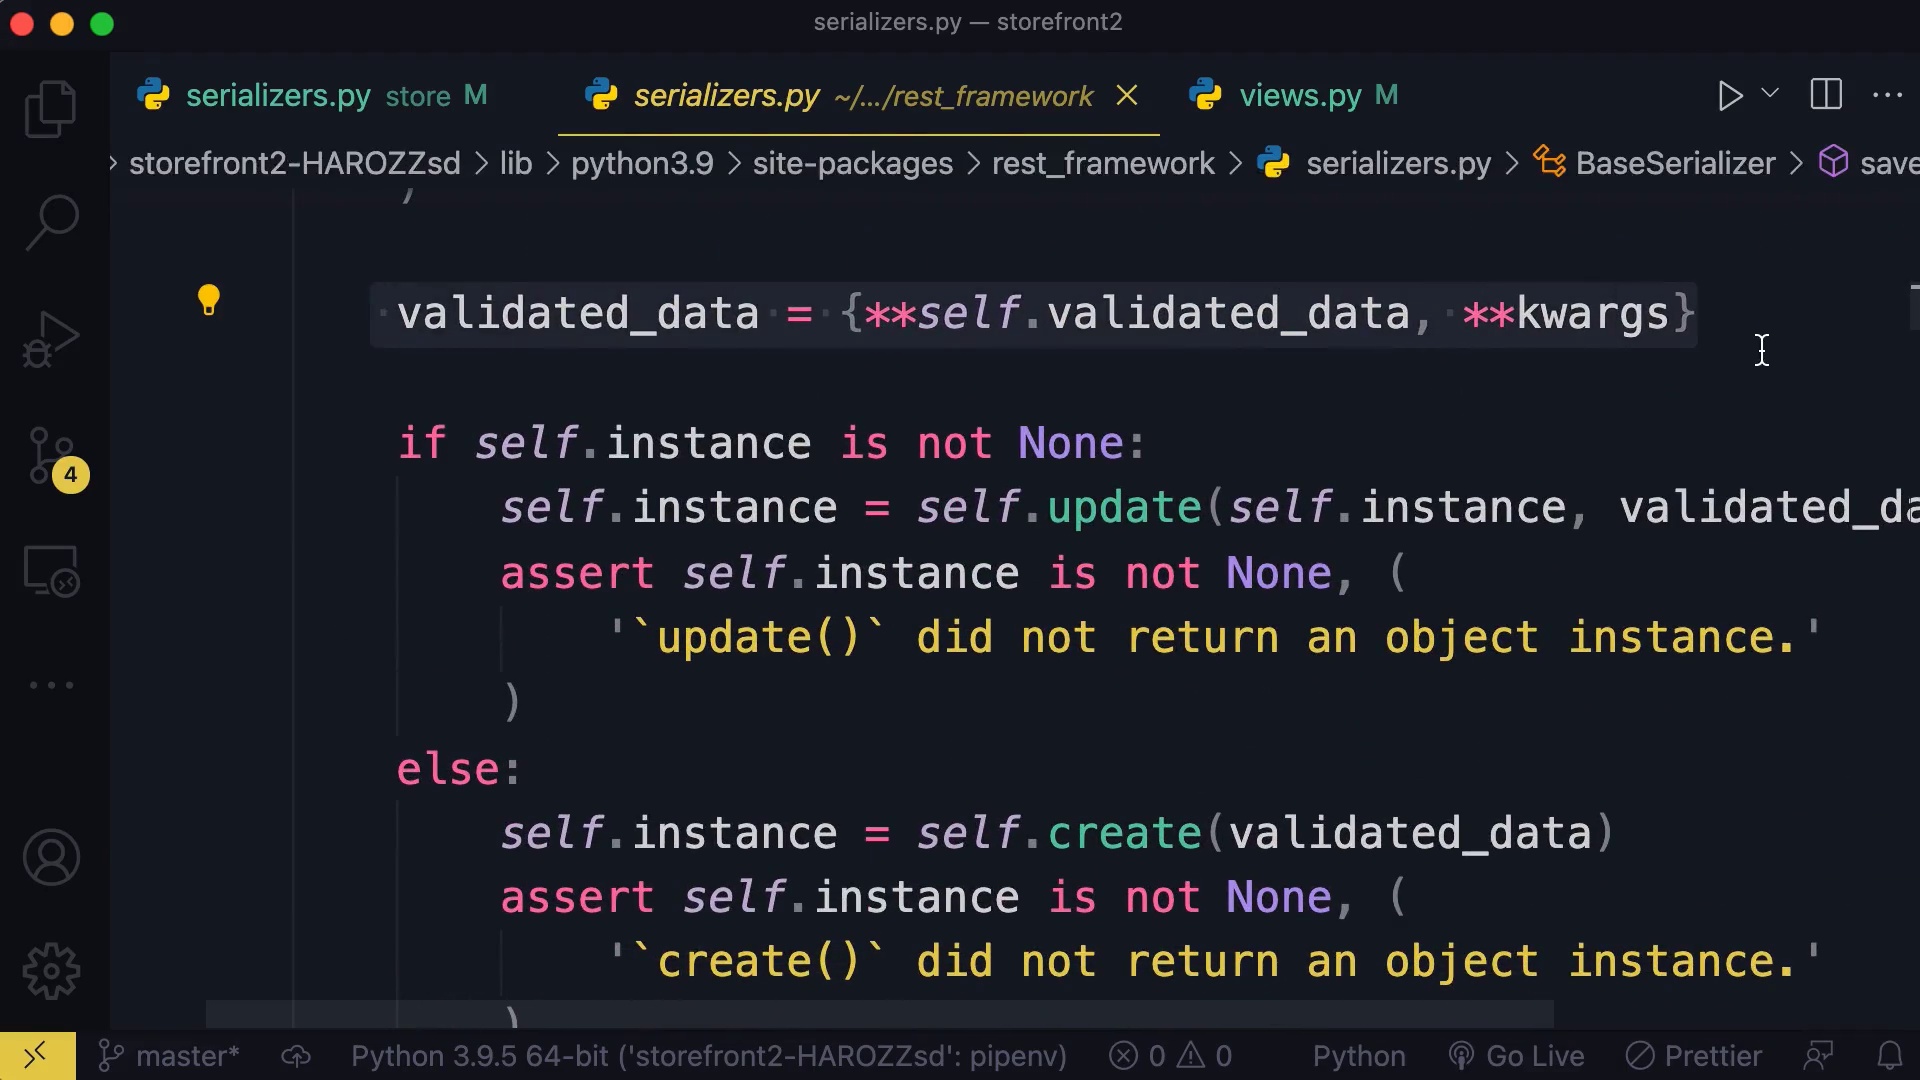 serializers.py — storefront2
serializers.py store M
serializers.py ~/.../rest_framework
views.py M
storefront2-HAROZZsd > lib > python3.9 > site-packages > rest_framework > serializers.py > BaseSerializer > save
)
validated_data = {**self.validated_data, **kwargs}
if self.instance is not None:
self.instance = self.update(self.instance, validated_da
assert self.instance is not None, (
'`update()` did not return an object instance.'
)
else:
self.instance = self.create(validated_data)
assert self.instance is not None, (
'`create()` did not return an object instance.'
)
4
master* Python 3.9.5 64-bit ('storefront2-HAROZZsd': pipenv) 0 0 Python Go Live Prettier